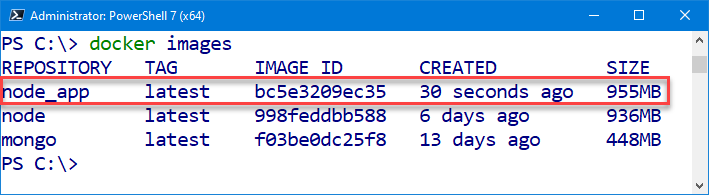 Administrator: PowerShell 7 (x64)
PS C:\> docker images
REPOSITORY TAG IMAGE ID CREATED SIZE
node_app latest bc5e3209ec35 30 seconds ago 955MB
node latest 998feddbb588 6 days ago 936MB
mongo latest f03be0dc25f8 13 days ago 448MB
PS C:\>